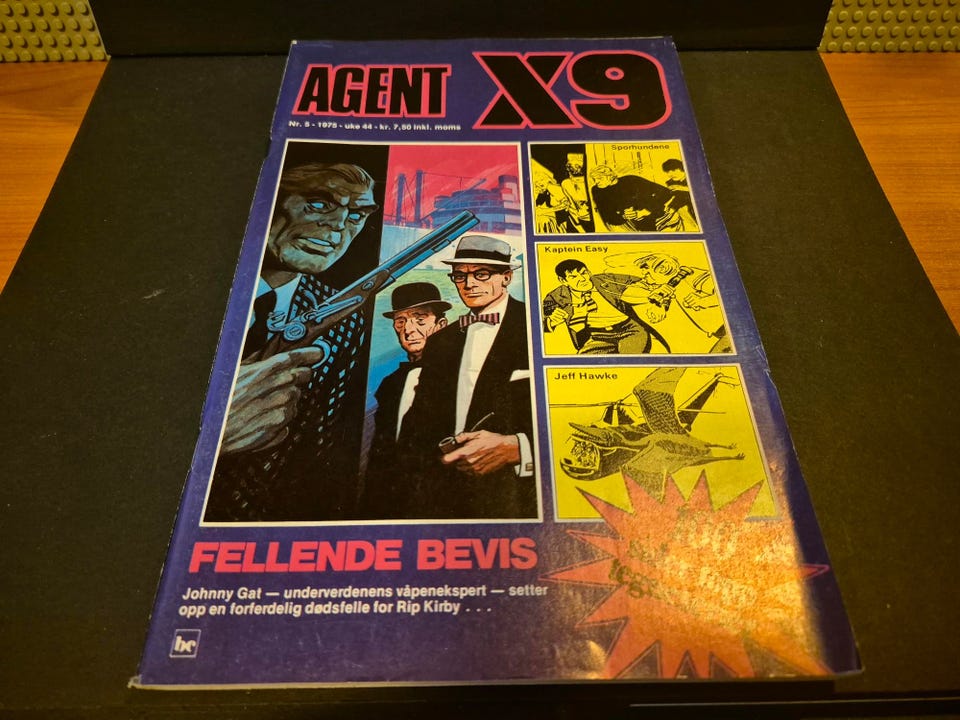 AGENT X9
Nr. 5 - 1975 - uke 44 - kr. 7,50 inkl. moms
Sporhundene
Kaptein Easy
Jeff Hawke
FELLENDE BEVIS
Johnny Gat — underverdenens våpenekspert — setter
opp en forferdelig dødsfelle for Rip Kirby . . .
he